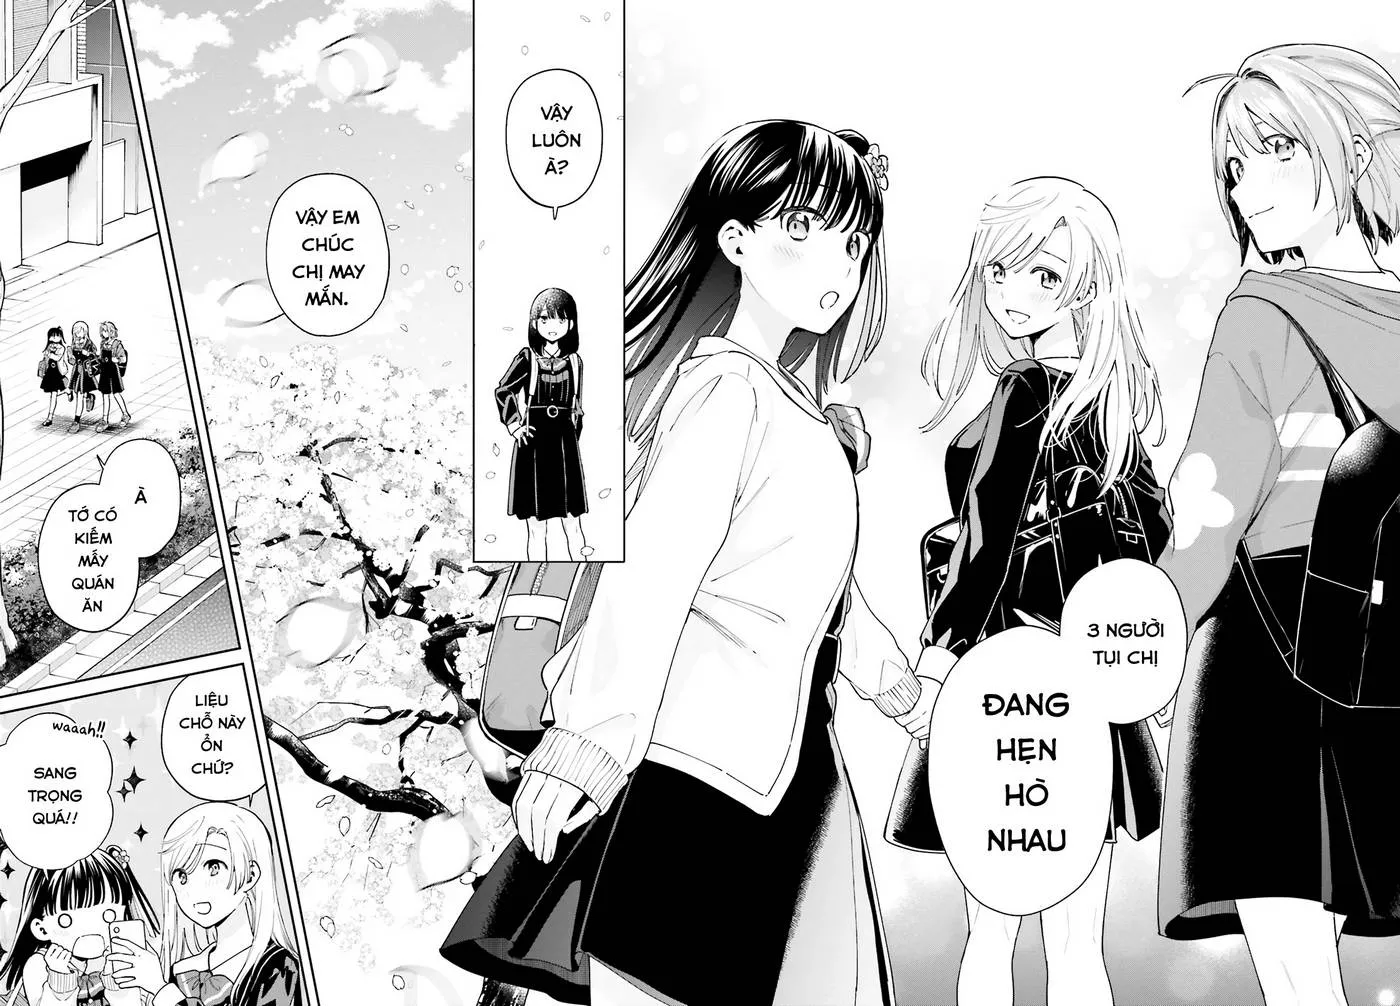 3 NGƯỜI
TỤI CHỊ
ĐANG
HẸN
HÒ
NHAU
VẬY
LUÔN
À?
VẬY EM
CHÚC
CHỊ MAY
MẮN.
À
TỚ CÓ
KIẾM
MẤY
QUÁN
ĂN
LIỆU
CHỖ NÀY
ỔN
CHỨ?
waaah!!
SANG
TRỌNG
QUÁ!!